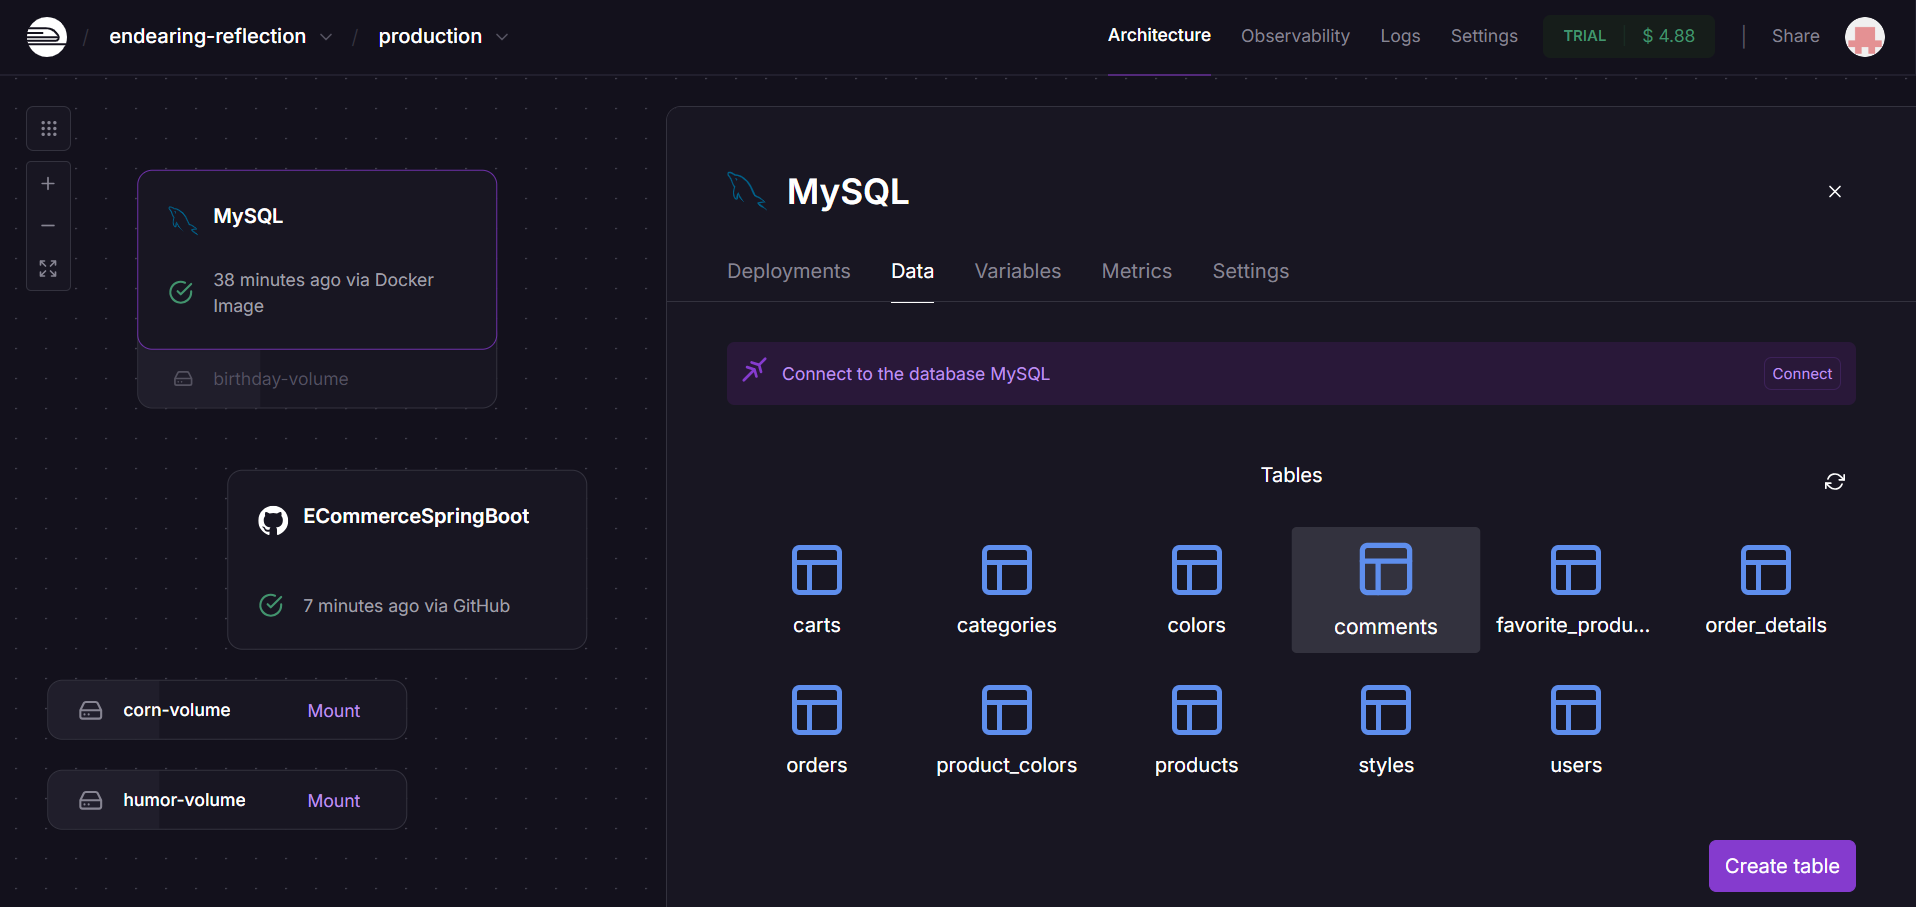 / endearing-reflection / production
Architecture Observability Logs Settings TRIAL $ 4.88 | Share
MySQL
38 minutes ago via Docker
Image
birthday-volume
ECommerceSpringBoot
7 minutes ago via GitHub
corn-volume Mount
humor-volume Mount
MySQL
Deployments Data Variables Metrics Settings
Connect to the database MySQL Connect
Tables
carts categories colors comments favorite_produ... order_details
orders product_colors products styles users
Create table